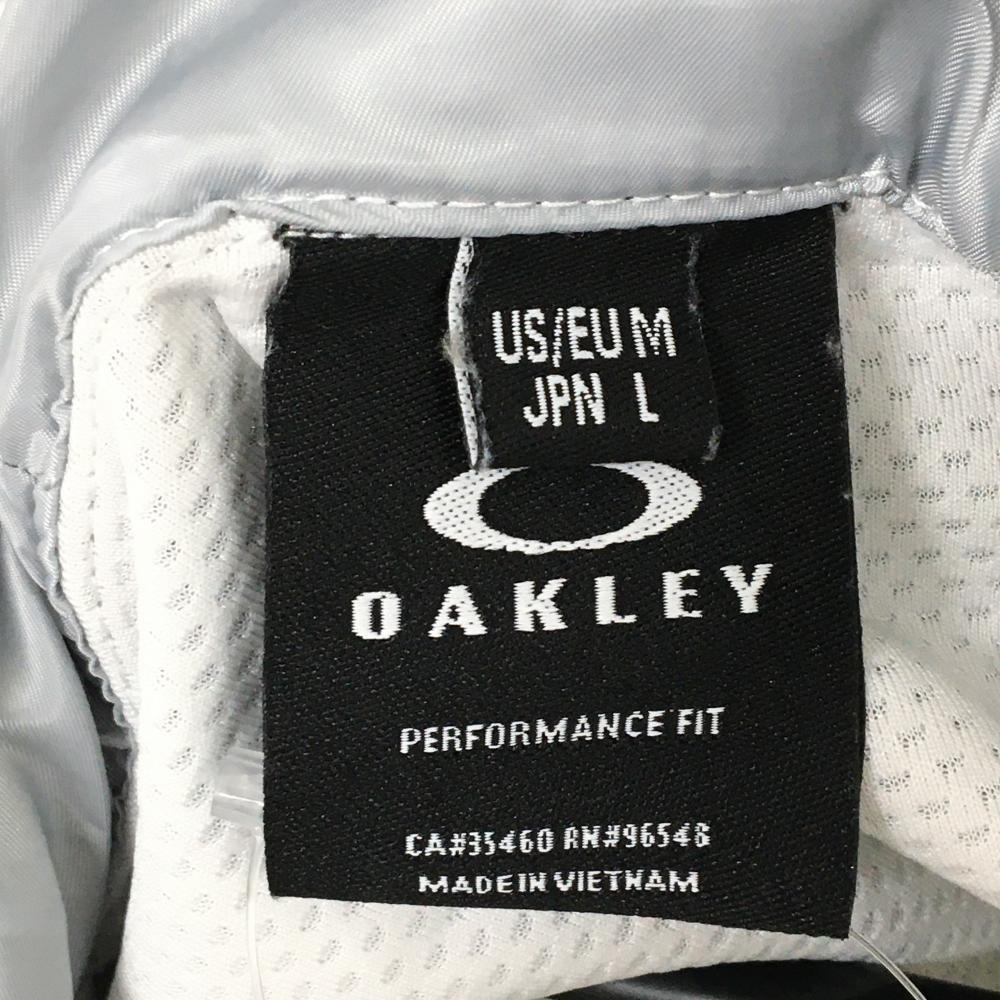 US/EU M
JPN L
OAKLEY
PERFORMANCE FIT
CA#35460 RN#96548
MADE IN VIETNAM